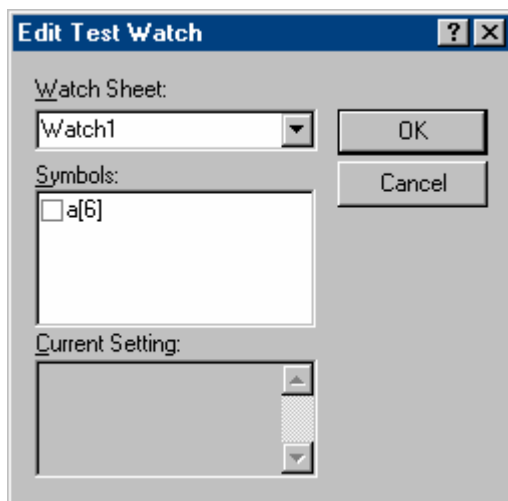 Edit Test Watch
Watch Sheet:
Watch1
OK
Symbols:
Cancel
a[6]
Current Setting: